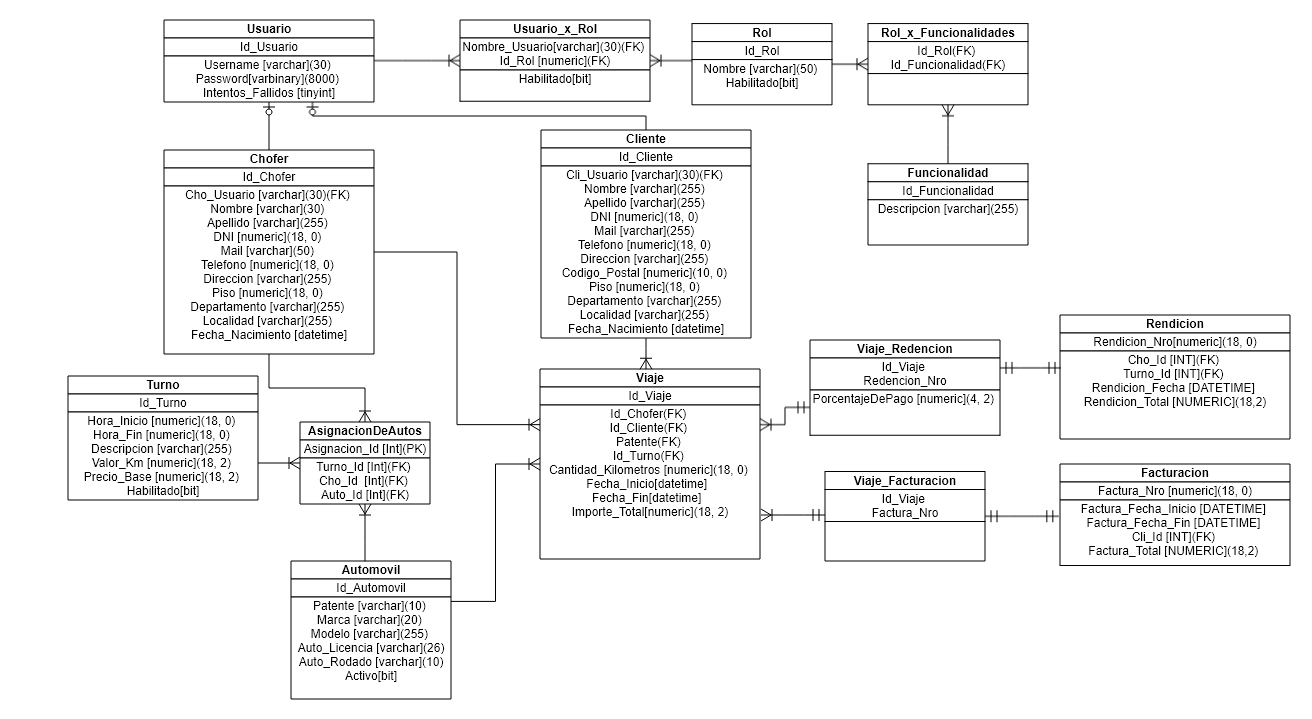 Usuario
Id_Usuario
Username [varchar](30)
Password[varbinary](8000)
Intentos_Fallidos [tinyint]
Usuario_x_Rol
Nombre_Usuario[varchar](30)(FK)
Id_Rol [numeric](FK)
Habilitado[bit]
Rol
Id_Rol
Nombre [varchar](50)
Habilitado[bit]
Rol_x_Funcionalidades
Id_Rol(FK)
Id_Funcionalidad(FK)
Chofer
Id_Chofer
Cho_Usuario [varchar](30)(FK)
Nombre [varchar](30)
Apellido [varchar](255)
DNI [numeric](18, 0)
Mail [varchar](50)
Telefono [numeric](18, 0)
Direccion [varchar](255)
Piso [numeric](18, 0)
Departamento [varchar](255)
Localidad [varchar](255)
Fecha_Nacimiento [datetime]
Cliente
Id_Cliente
Cli_Usuario [varchar](30)(FK)
Nombre [varchar](255)
Apellido [varchar](255)
DNI [numeric](18, 0)
Mail [varchar](255)
Telefono [numeric](18, 0)
Direccion [varchar](255)
Codigo_Postal [numeric](10, 0)
Piso [numeric](18, 0)
Departamento [varchar](255)
Localidad [varchar](255)
Fecha_Nacimiento [datetime]
Funcionalidad
Id_Funcionalidad
Descripcion [varchar](255)
Turno
Id_Turno
Hora_Inicio [numeric](18, 0)
Hora_Fin [numeric](18, 0)
Descripcion [varchar](255)
Valor_Km [numeric](18, 2)
Precio_Base [numeric](18, 2)
Habilitado[bit]
AsignacionDeAutos
Asignacion_Id [Int](PK)
Turno_Id [Int](FK)
Cho_Id [Int](FK)
Auto_Id [Int](FK)
Viaje
Id_Viaje
Id_Chofer(FK)
Id_Cliente(FK)
Patente(FK)
Id_Turno(FK)
Cantidad_Kilometros [numeric](18, 0)
Fecha_Inicio[datetime]
Fecha_Fin[datetime]
Importe_Total[numeric](18, 2)
Viaje_Redencion
Id_Viaje
Redencion_Nro
PorcentajeDePago [numeric](4, 2)
Rendicion
Rendicion_Nro[numeric](18, 0)
Cho_Id [INT](FK)
Turno_Id [INT](FK)
Rendicion_Fecha [DATETIME]
Rendicion_Total [NUMERIC](18,2)
Viaje_Facturacion
Id_Viaje
Factura_Nro
Facturacion
Factura_Nro [numeric](18, 0)
Factura_Fecha_Inicio [DATETIME]
Factura_Fecha_Fin [DATETIME]
Cli_Id [INT](FK)
Factura_Total [NUMERIC](18,2)
Automovil
Id_Automovil
Patente [varchar](10)
Marca [varchar](20)
Modelo [varchar](255)
Auto_Licencia [varchar](26)
Auto_Rodado [varchar](10)
Activo[bit]